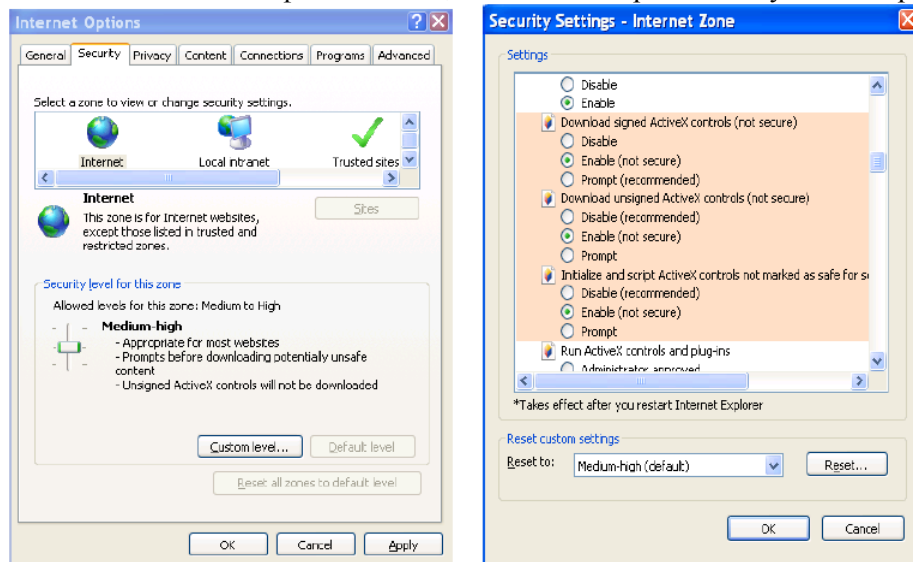 Internet Options
General Security Privacy Content Connections Programs Advanced
Select a zone to view or change security settings.
Internet Local intranet Trusted sites
Internet
This zone is for Internet websites,
except those listed in trusted and
restricted zones.
Sites
Security level for this zone
Allowed levels for this zone: Medium to High
Medium-high
- Appropriate for most websites
- Prompts before downloading potentially unsafe
content
- Unsigned ActiveX controls will not be downloaded
Custom level... Default level
Reset all zones to default level
OK Cancel Apply
Security Settings - Internet Zone
Settings
Disable
Enable
Download signed ActiveX controls (not secure)
Disable
Enable (not secure)
Prompt (recommended)
Download unsigned ActiveX controls (not secure)
Disable (recommended)
Enable (not secure)
Prompt
Initialize and script ActiveX controls not marked as safe for s
Disable (recommended)
Enable (not secure)
Prompt
Run ActiveX controls and plug-ins
Administrator approved
*Takes effect after you restart Internet Explorer
Reset custom settings
Reset to: Medium-high (default) Reset...
OK Cancel